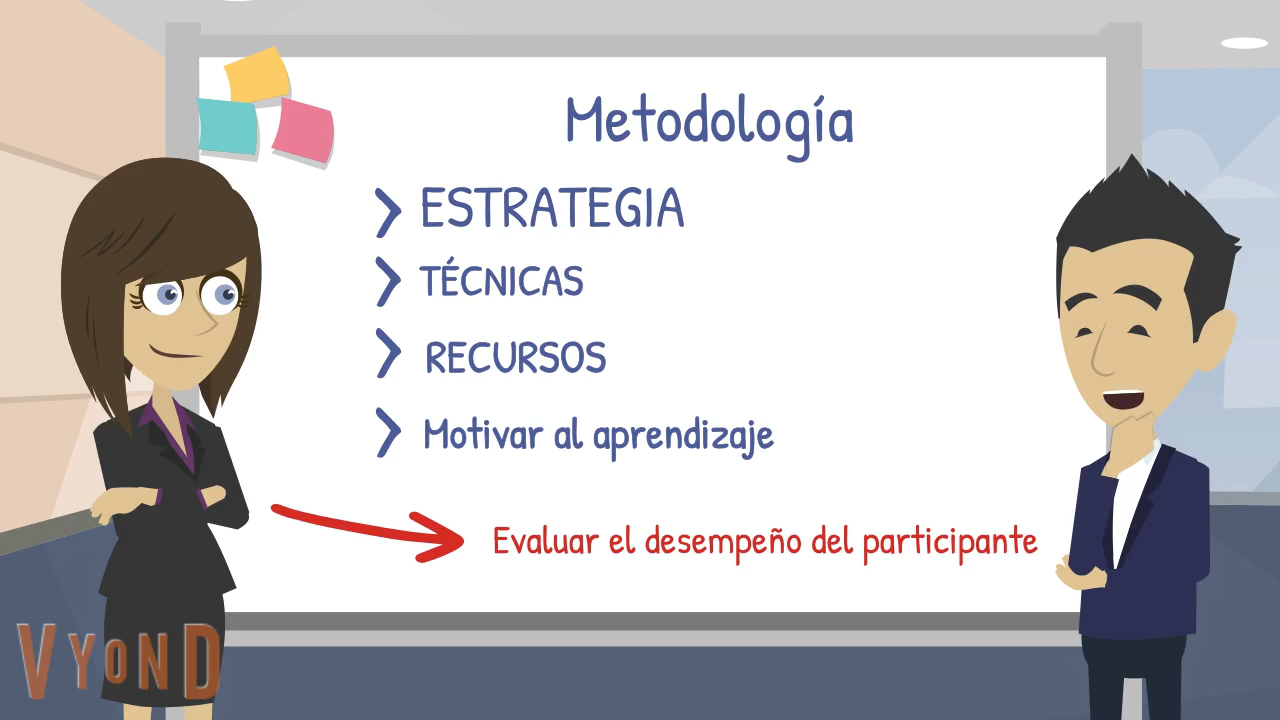 Metodología
ESTRATEGIA
TÉCNICAS
RECURSOS
Motivar al aprendizaje
Evaluar el desempeño del participante
VYOND